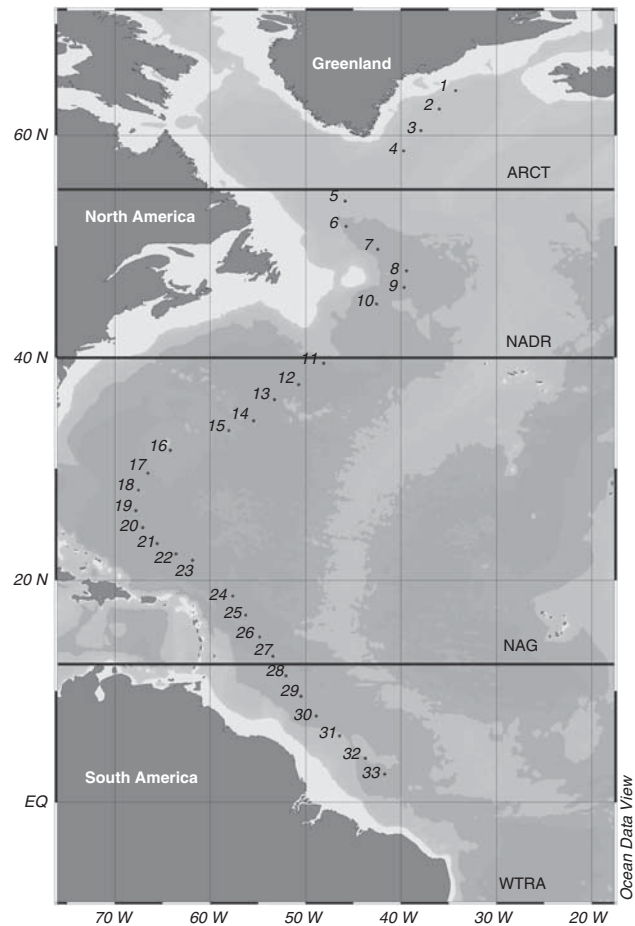 Greenland
1
2
3
60 N
4
ARCT
5
North America
6
7
8
9
10
NADR
40 N
11
12
13
14
15
16
17
18
19
20
21
22
23
20 N
24
25
26
NAG
27
28
29
30
31
32
South America
33
EQ
WTRA
Ocean Data View
70 W 60 W 50 W 40 W 30 W 20 W